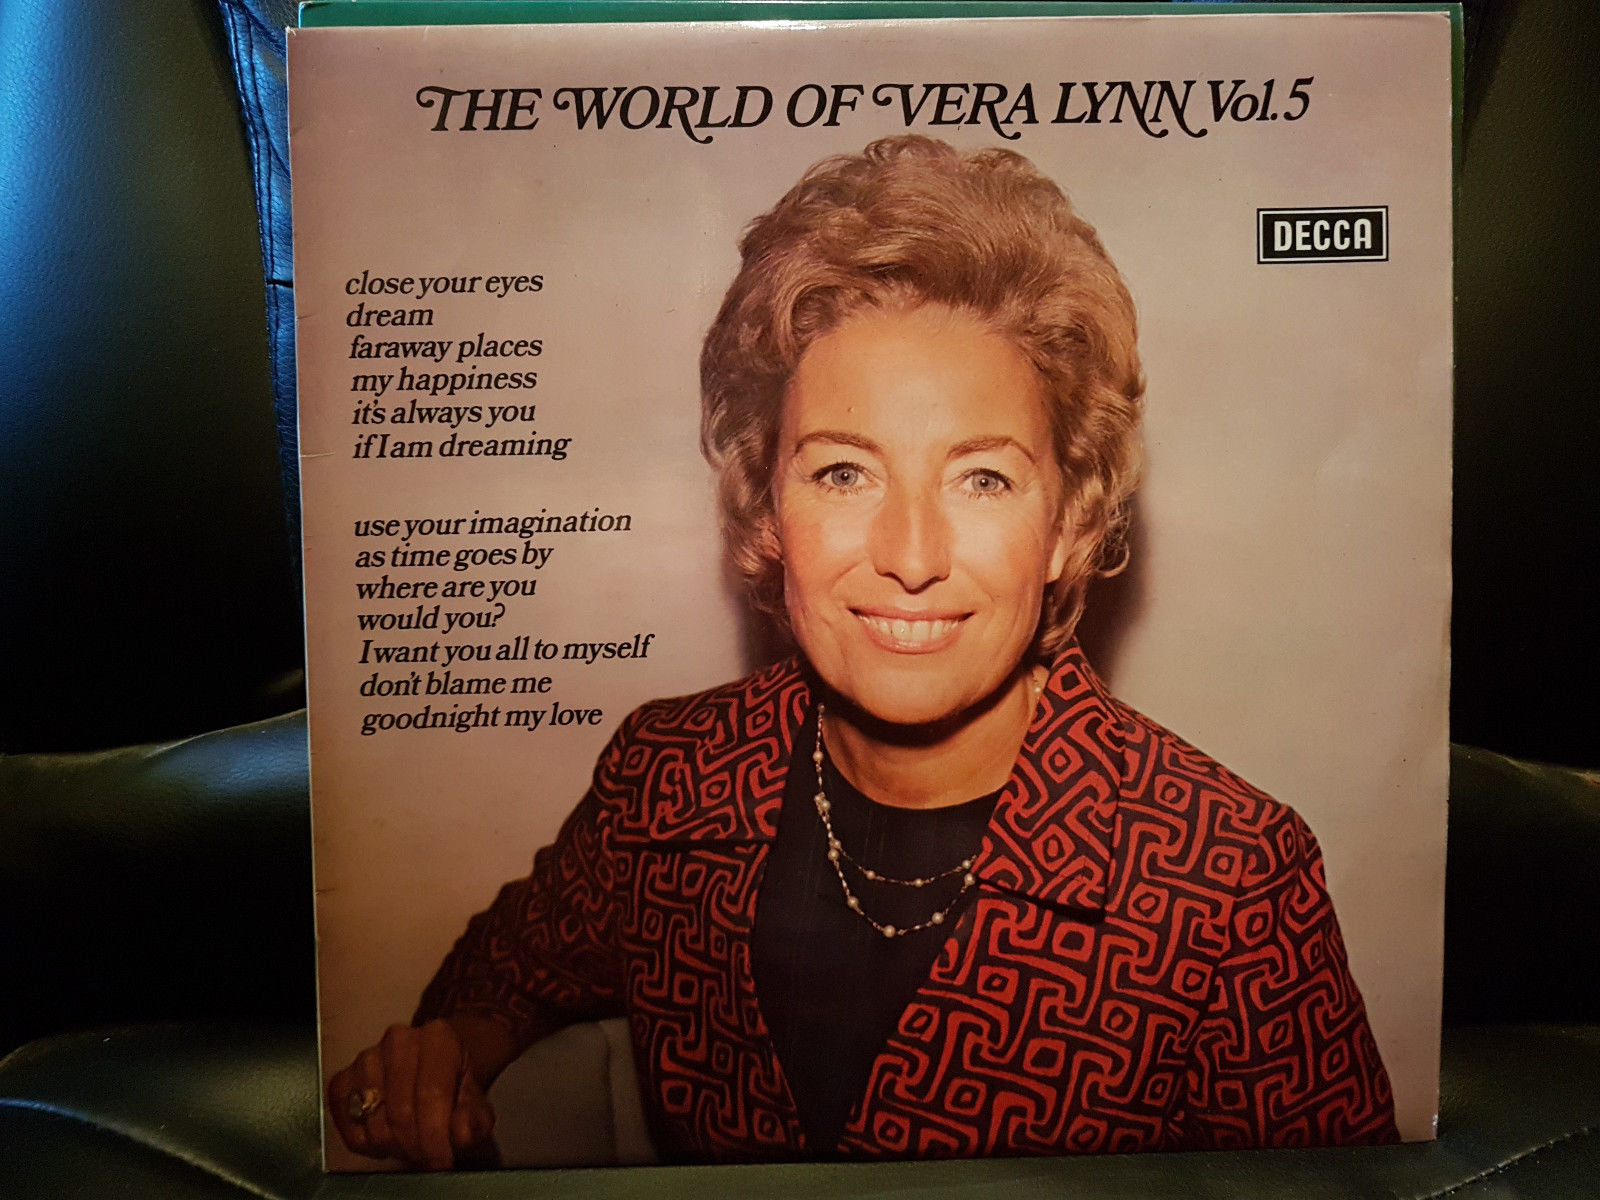 THE WORLD OF VERA LYNN Vol.5
DECCA
close your eyes
dream
faraway places
my happiness
it's always you
if I am dreaming
use your imagination
as time goes by
where are you
would you?
I want you all to myself
don't blame me
goodnight my love